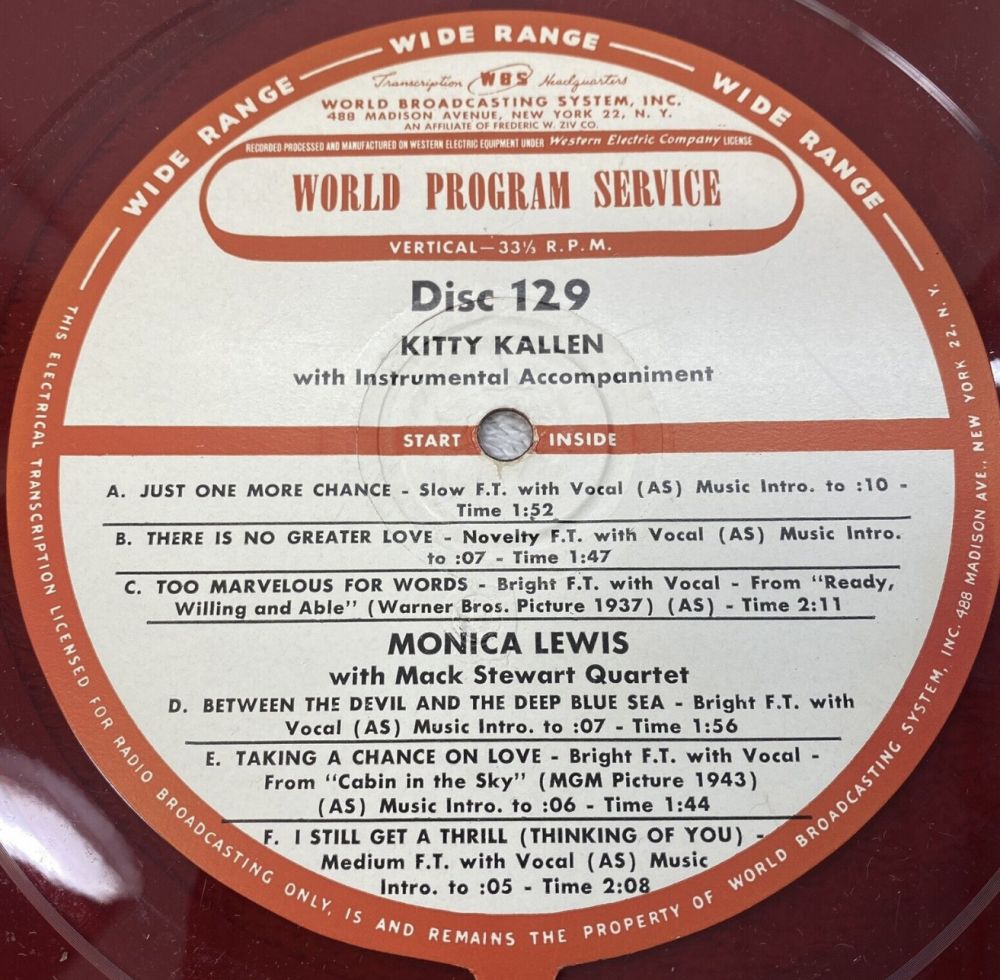 WIDE RANGE — WIDE RANGE — WIDE RANGE
Transcription WBS Headquarters
WORLD BROADCASTING SYSTEM, INC.
488 MADISON AVENUE, NEW YORK 22, N. Y.
AN AFFILIATE OF FREDERIC W. ZIV CO.
RECORDED PROCESSED AND MANUFACTURED ON WESTERN ELECTRIC EQUIPMENT UNDER Western Electric Company LICENSE
WORLD PROGRAM SERVICE
VERTICAL—33⅓ R.P.M.
Disc 129
KITTY KALLEN
with Instrumental Accompaniment
START INSIDE
A. JUST ONE MORE CHANCE - Slow F.T. with Vocal (AS) Music Intro. to :10 -
Time 1:52
B. THERE IS NO GREATER LOVE - Novelty F.T. with Vocal (AS) Music Intro.
to :07 - Time 1:47
C. TOO MARVELOUS FOR WORDS - Bright F.T. with Vocal - From "Ready,
Willing and Able" (Warner Bros. Picture 1937) (AS) - Time 2:11
MONICA LEWIS
with Mack Stewart Quartet
D. BETWEEN THE DEVIL AND THE DEEP BLUE SEA - Bright F.T. with
Vocal (AS) Music Intro. to :07 - Time 1:56
E. TAKING A CHANCE ON LOVE - Bright F.T. with Vocal -
From "Cabin in the Sky" (MGM Picture 1943)
(AS) Music Intro. to :06 - Time 1:44
F. I STILL GET A THRILL (THINKING OF YOU) -
Medium F.T. with Vocal (AS) Music
Intro. to :05 - Time 2:08
THIS ELECTRICAL TRANSCRIPTION LICENSED FOR RADIO BROADCASTING ONLY, IS AND REMAINS THE PROPERTY OF WORLD BROADCASTING SYSTEM, INC. 488 MADISON AVE., NEW YORK 22, N. Y.